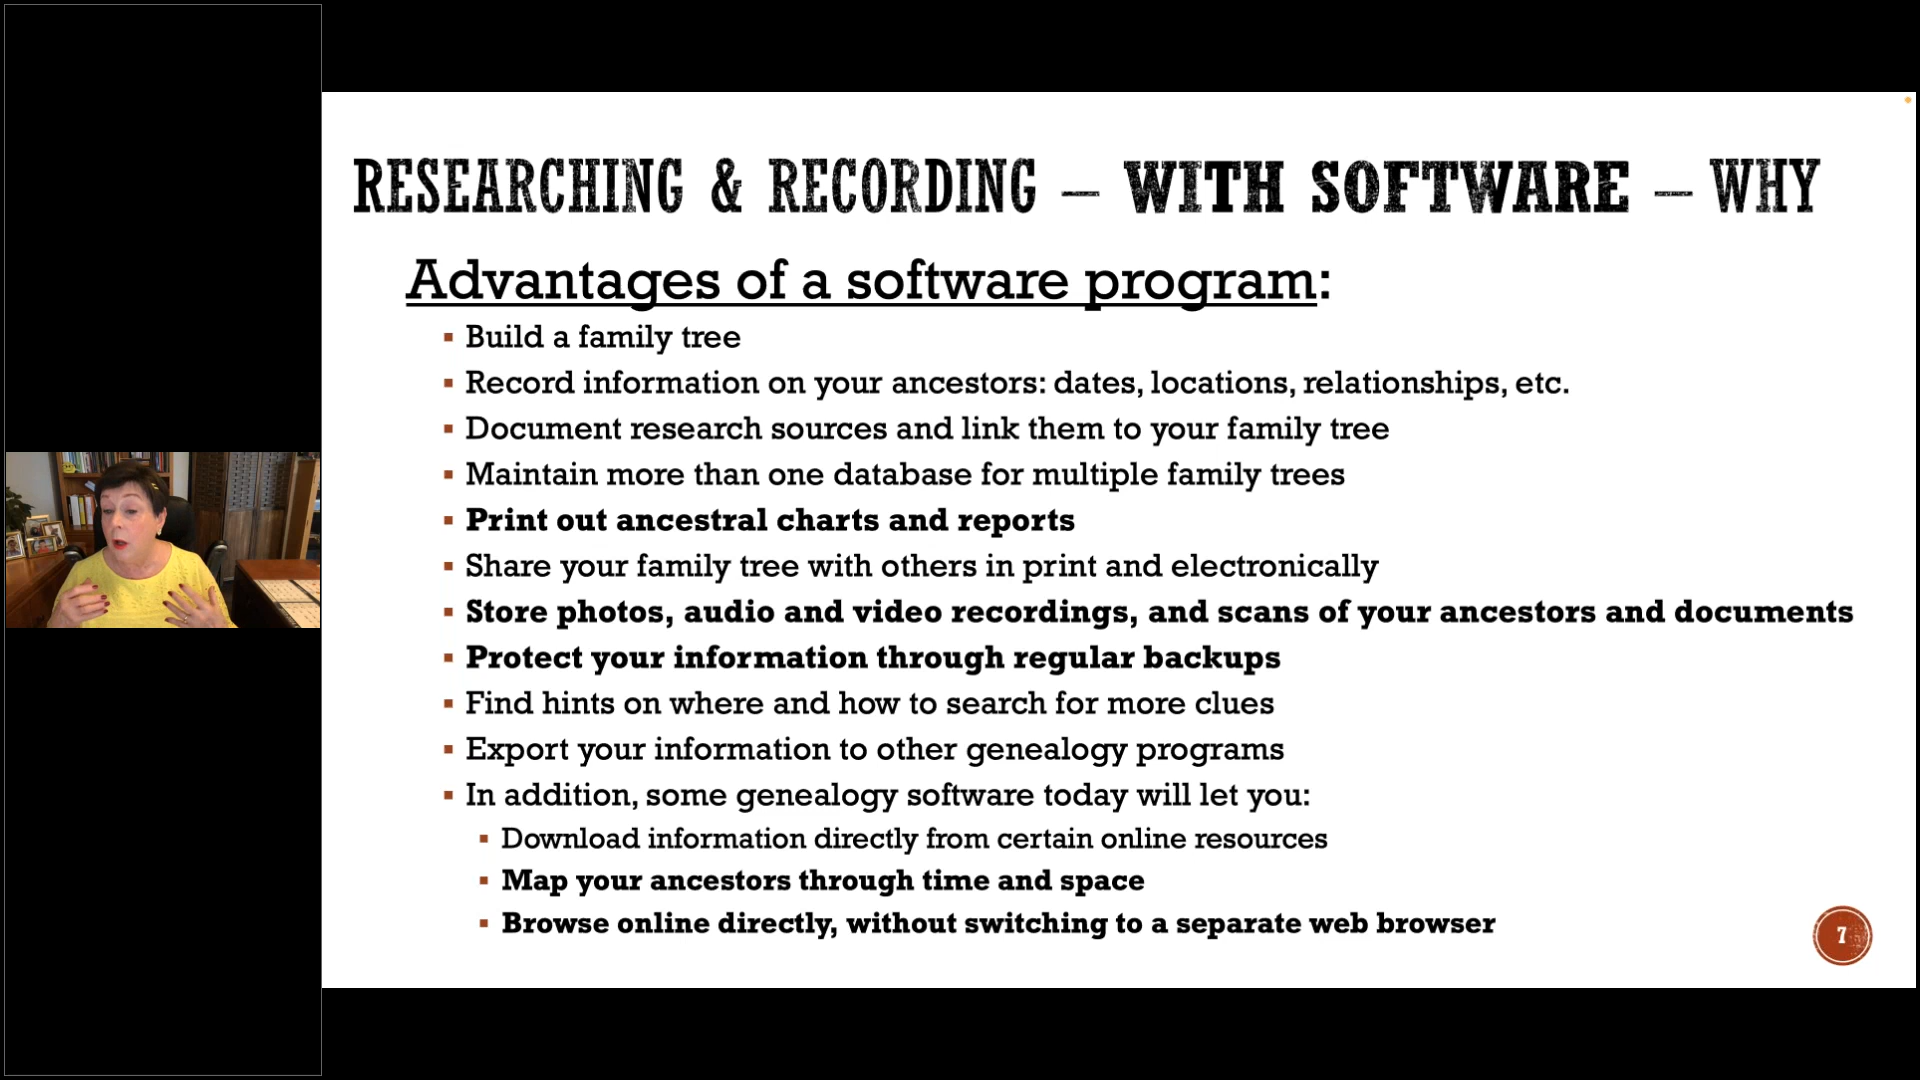 RESEARCHING & RECORDING – WITH SOFTWARE – WHY
Advantages of a software program:
▪ Build a family tree
▪ Record information on your ancestors: dates, locations, relationships, etc.
▪ Document research sources and link them to your family tree
▪ Maintain more than one database for multiple family trees
▪ Print out ancestral charts and reports
▪ Share your family tree with others in print and electronically
▪ Store photos, audio and video recordings, and scans of your ancestors and documents
▪ Protect your information through regular backups
▪ Find hints on where and how to search for more clues
▪ Export your information to other genealogy programs
▪ In addition, some genealogy software today will let you:
▪ Download information directly from certain online resources
▪ Map your ancestors through time and space
▪ Browse online directly, without switching to a separate web browser
7